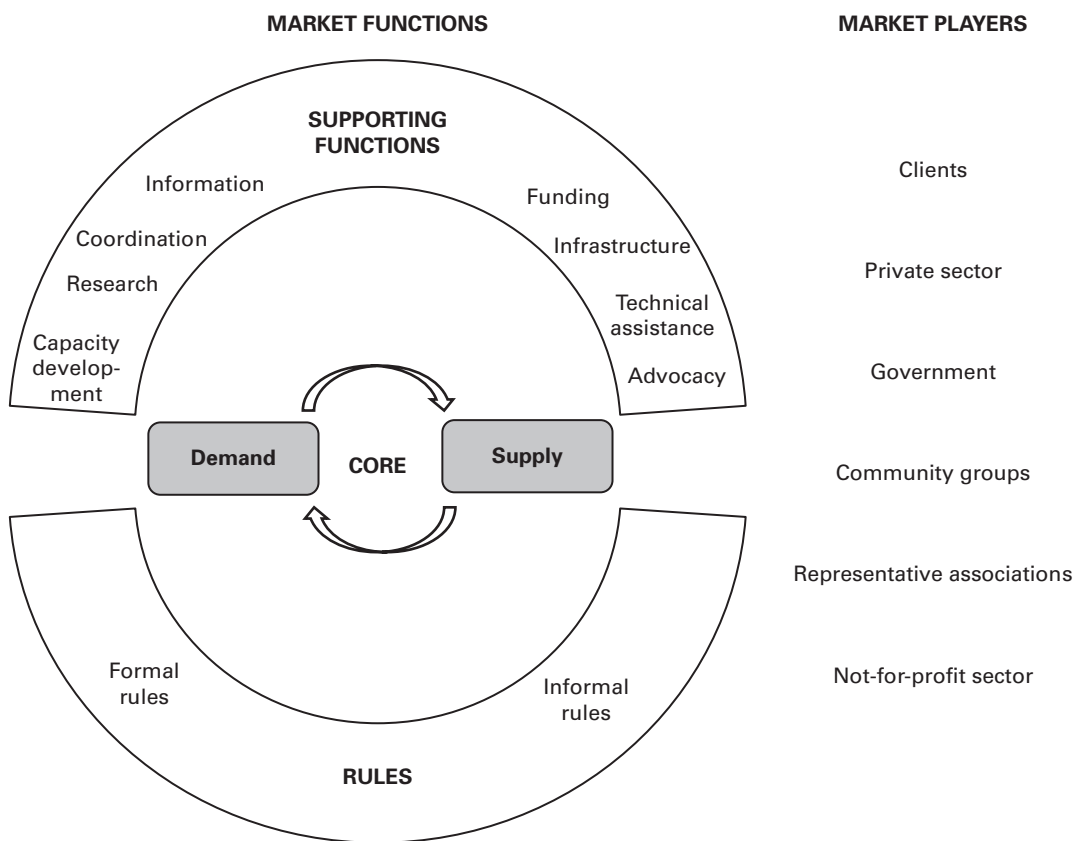 MARKET FUNCTIONS
MARKET PLAYERS
SUPPORTING
FUNCTIONS
Information
Coordination
Research
Capacity
develop-
ment
Funding
Infrastructure
Technical
assistance
Advocacy
Demand
CORE
Supply
Formal
rules
Informal
rules
RULES
Clients
Private sector
Government
Community groups
Representative associations
Not-for-profit sector